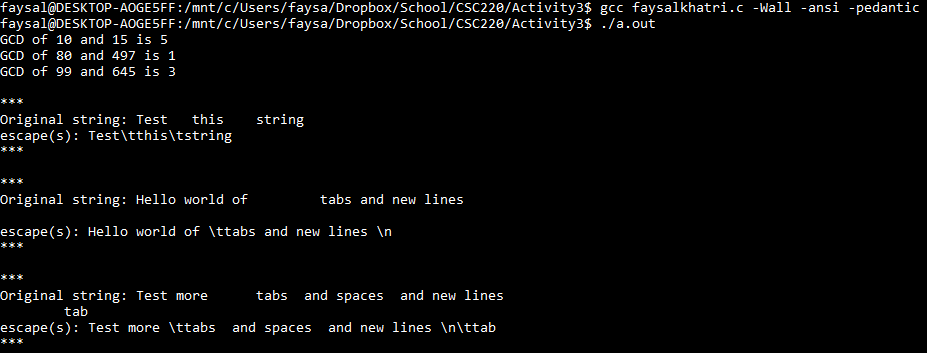 faysal@DESKTOP-AOGE5FF:/mnt/c/Users/faysa/Dropbox/School/CSC220/Activity3$ gcc faysalkhatri.c -Wall -ansi -pedantic
faysal@DESKTOP-AOGE5FF:/mnt/c/Users/faysa/Dropbox/School/CSC220/Activity3$ ./a.out
GCD of 10 and 15 is 5
GCD of 80 and 497 is 1
GCD of 99 and 645 is 3

***
Original string: Test   this    string
escape(s): Test\tthis\tstring
***

***
Original string: Hello world of         tabs and new lines

escape(s): Hello world of \ttabs and new lines \n
***

***
Original string: Test more      tabs  and spaces  and new lines
        tab
escape(s): Test more \ttabs  and spaces  and new lines \n\ttab
***